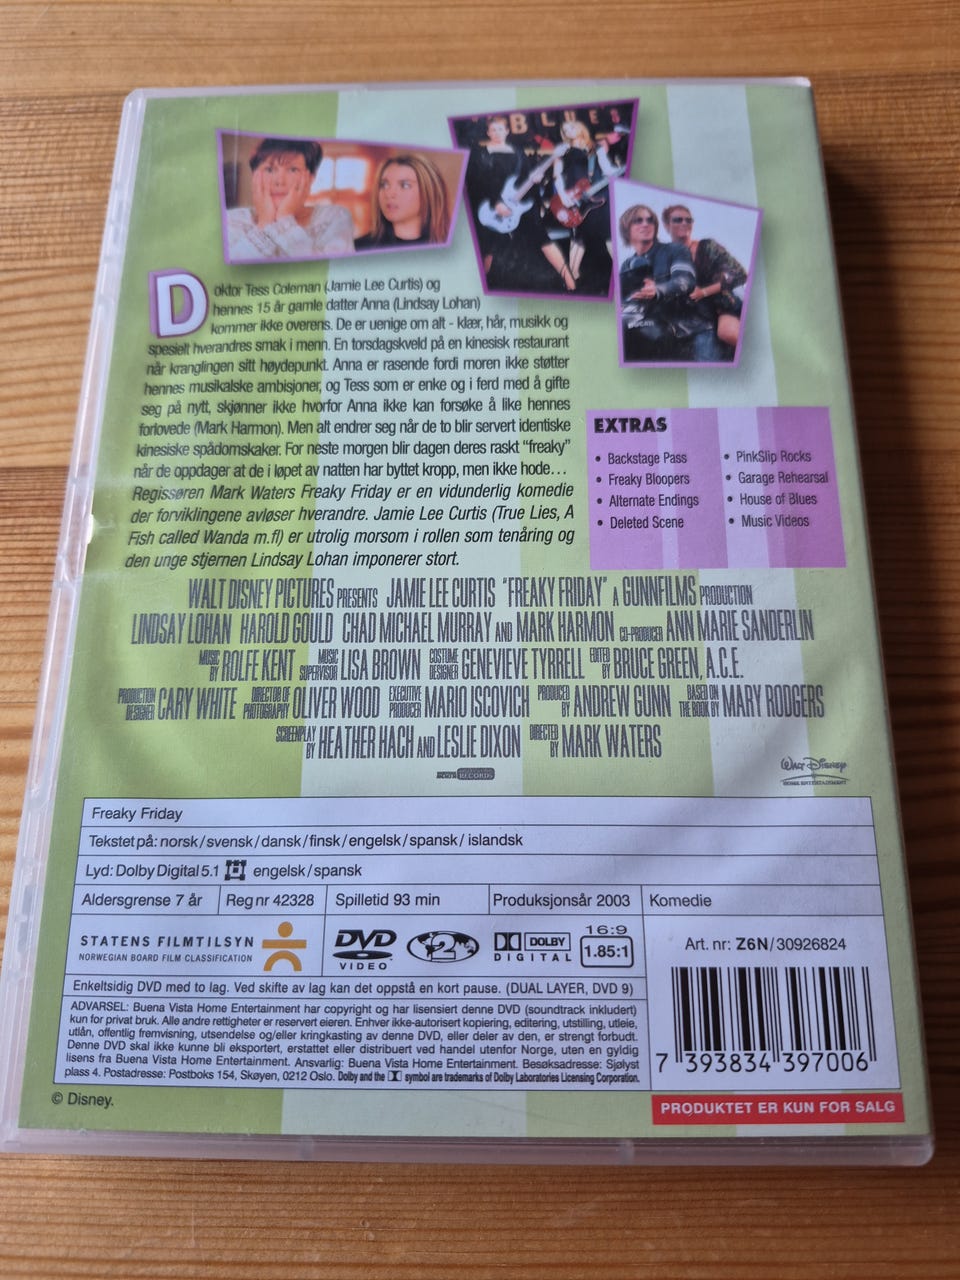 BLUES
DUCATI
Doktor Tess Coleman (Jamie Lee Curtis) og
hennes 15 år gamle datter Anna (Lindsay Lohan)
kommer ikke overens. De er uenige om alt - klær, hår, musikk og
spesielt hverandres smak i menn. En torsdagskveld på en kinesisk restaurant
når kranglingen sitt høydepunkt. Anna er rasende fordi moren ikke støtter
hennes musikalske ambisjoner, og Tess som er enke og i ferd med å gifte
seg på nytt, skjønner ikke hvorfor Anna ikke kan forsøke å like hennes
forlovede (Mark Harmon). Men alt endrer seg når de to blir servert identiske
kinesiske spådomskaker. For neste morgen blir dagen deres raskt "freaky"
når de oppdager at de i løpet av natten har byttet kropp, men ikke hode...
Regissøren Mark Waters Freaky Friday er en vidunderlig komedie
der forviklingene avløser hverandre. Jamie Lee Curtis (True Lies, A
Fish called Wanda m.fl) er utrolig morsom i rollen som tenåring og
den unge stjernen Lindsay Lohan imponerer stort.
EXTRAS
• Backstage Pass
• Freaky Bloopers
• Alternate Endings
• Deleted Scene
• PinkSlip Rocks
• Garage Rehearsal
• House of Blues
• Music Videos
WALT DISNEY PICTURES PRESENTS JAMIE LEE CURTIS "FREAKY FRIDAY" A GUNNFILMS PRODUCTION
LINDSAY LOHAN HAROLD GOULD CHAD MICHAEL MURRAY AND MARK HARMON CO-PRODUCER ANN MARIE SANDERLIN
MUSIC BY ROLFE KENT MUSIC SUPERVISOR LISA BROWN COSTUME DESIGNER GENEVIEVE TYRRELL EDITED BY BRUCE GREEN, A.C.E.
PRODUCTION DESIGNER CARY WHITE DIRECTOR OF PHOTOGRAPHY OLIVER WOOD EXECUTIVE PRODUCER MARIO ISCOVICH PRODUCED BY ANDREW GUNN BASED ON THE BOOK BY MARY RODGERS
SCREENPLAY BY HEATHER HACH AND LESLIE DIXON DIRECTED BY MARK WATERS
RECORDS
Walt Disney
HOME ENTERTAINMENT
Freaky Friday
Tekstet på: norsk/svensk/dansk/finsk/engelsk/spansk/islandsk
Lyd: Dolby Digital 5.1 engelsk/spansk
Aldersgrense 7 år Reg nr 42328 Spilletid 93 min Produksjonsår 2003 Komedie
STATENS FILMTILSYN
NORWEGIAN BOARD FILM CLASSIFICATION
DVD
VIDEO
2
DOLBY
DIGITAL
16:9
1.85:1
Art. nr: Z6N/30926824
Enkeltsidig DVD med to lag. Ved skifte av lag kan det oppstå en kort pause. (DUAL LAYER, DVD 9)
ADVARSEL: Buena Vista Home Entertainment har copyright og har lisensiert denne DVD (soundtrack inkludert)
kun for privat bruk. Alle andre rettigheter er reservert eieren. Enhver ikke-autorisert kopiering, editering, utstilling, utleie,
utlån, offentlig fremvisning, utsendelse og/eller kringkasting av denne DVD, eller deler av den, er strengt forbudt.
Denne DVD skal ikke kunne bli eksportert, erstattet eller distribuert ved handel utenfor Norge, uten en gyldig
lisens fra Buena Vista Home Entertainment. Ansvarlig: Buena Vista Home Entertainment. Besøksadresse: Sjølyst
plass 4. Postadresse: Postboks 154, Skøyen, 0212 Oslo. Dolby and the symbol are trademarks of Dolby Laboratories Licensing Corporation.
7 393834 397006
© Disney.
PRODUKTET ER KUN FOR SALG